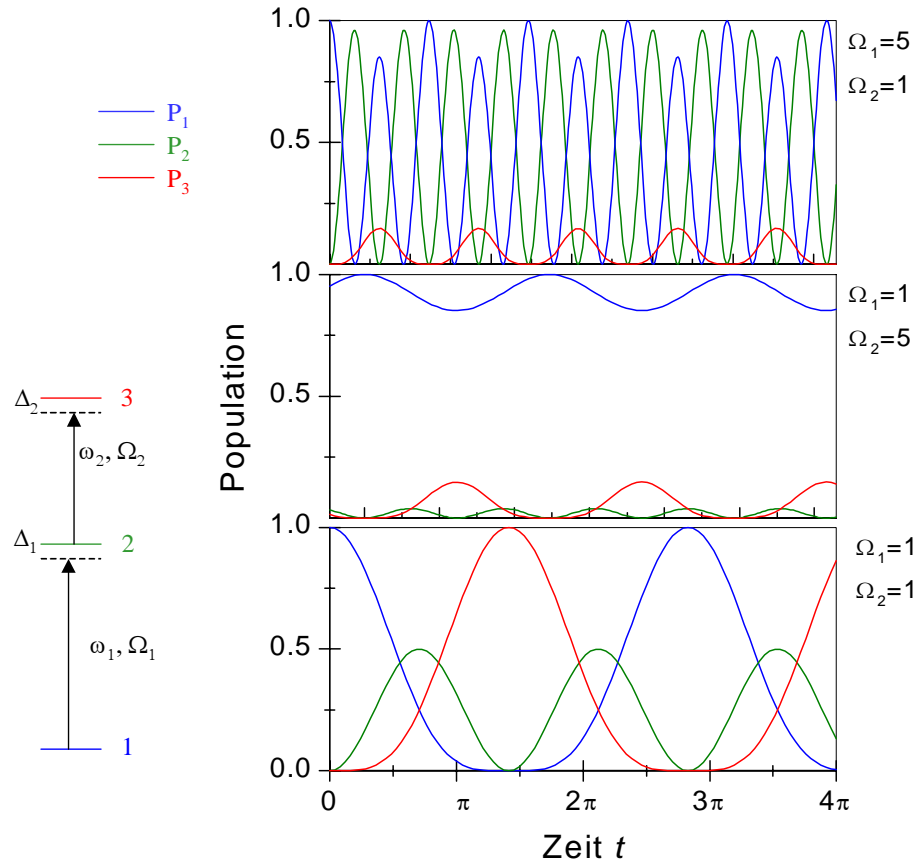 P₁
P₂
P₃
Δ₂
3
ω₂, Ω₂
Δ₁
2
ω₁, Ω₁
1
Population
1.0
0.5
Ω₁=5
Ω₂=1
1.0
0.5
Ω₁=1
Ω₂=5
1.0
0.5
0.0
Ω₁=1
Ω₂=1
0 π 2π 3π 4π
Zeit t